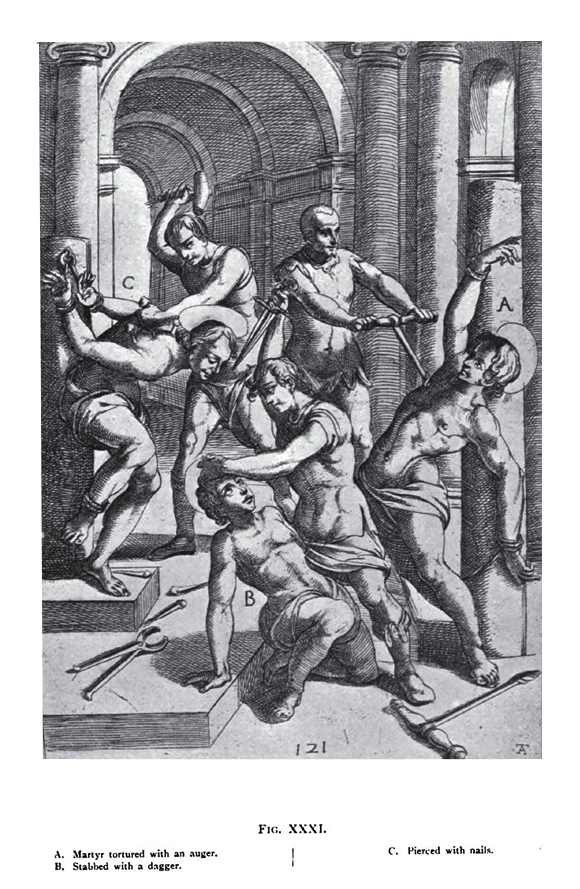 C
A
B
121
FIG. XXXI.
A. Martyr tortured with an auger.
B. Stabbed with a dagger.
C. Pierced with nails.